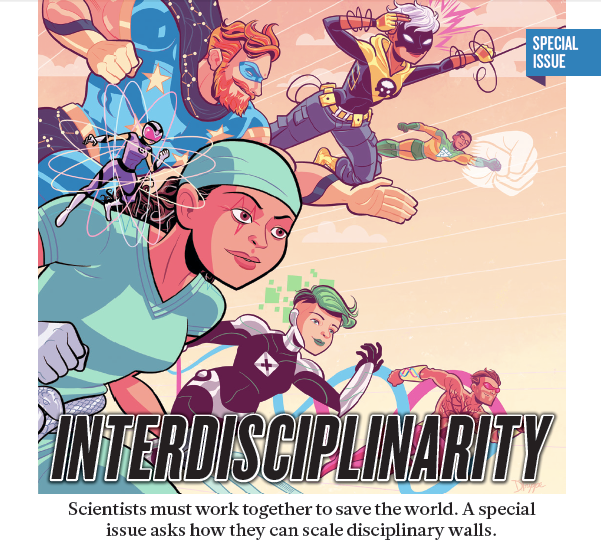 SPECIAL
ISSUE
INTERDISCIPLINARITY
Scientists must work together to save the world. A special
issue asks how they can scale disciplinary walls.